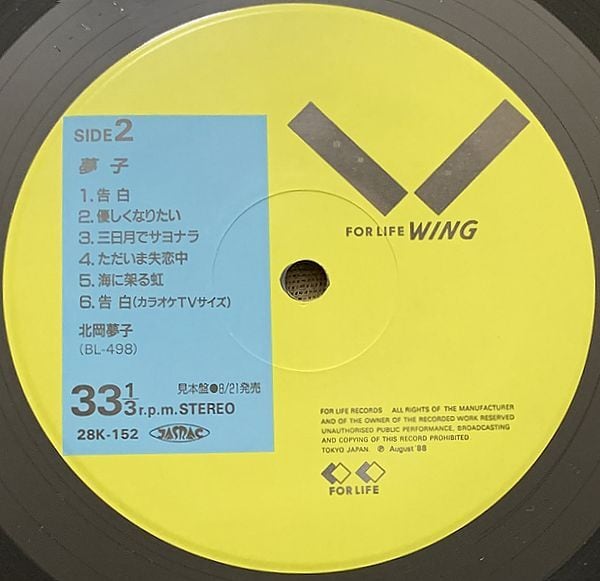 SIDE 2
夢子
1. 告白
2. 優しくなりたい
3. 三日月でサヨナラ
4. ただいま失恋中
5. 海に架る虹
6. 告白(カラオケTVサイズ)
北岡夢子
(BL-498)
見本盤●8/21発売
33 1/3 r.p.m. STEREO
28K-152 JASRAC
FOR LIFE WING
FOR LIFE RECORDS ALL RIGHTS OF THE MANUFACTURER
AND OF THE OWNER OF THE RECORDED WORK RESERVED
UNAUTHORISED PUBLIC PERFORMANCE, BROADCASTING
AND COPYING OF THIS RECORD PROHIBITED
TOKYO JAPAN. ℗ August '88
FOR LIFE